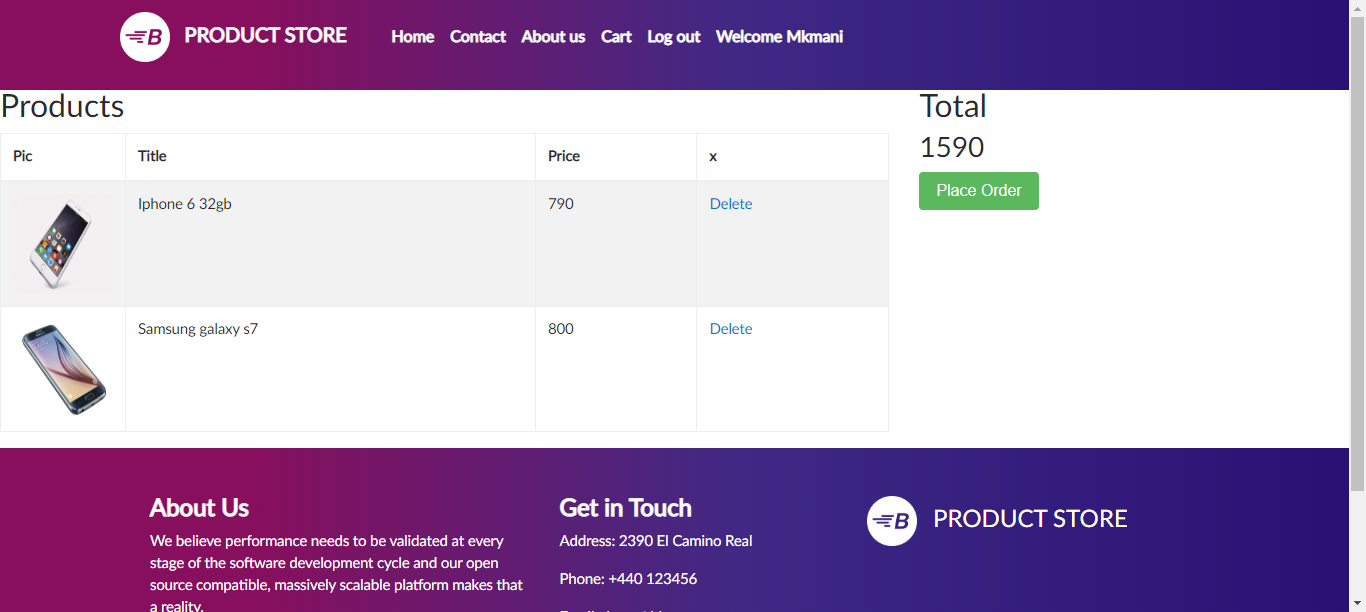 B PRODUCT STORE Home Contact About us Cart Log out Welcome Mkmani
Products
Pic Title Price x
Iphone 6 32gb 790 Delete
Samsung galaxy s7 800 Delete
Total
1590
Place Order
About Us
We believe performance needs to be validated at every
stage of the software development cycle and our open
source compatible, massively scalable platform makes that
a reality.
Get in Touch
Address: 2390 El Camino Real
Phone: +440 123456
B PRODUCT STORE